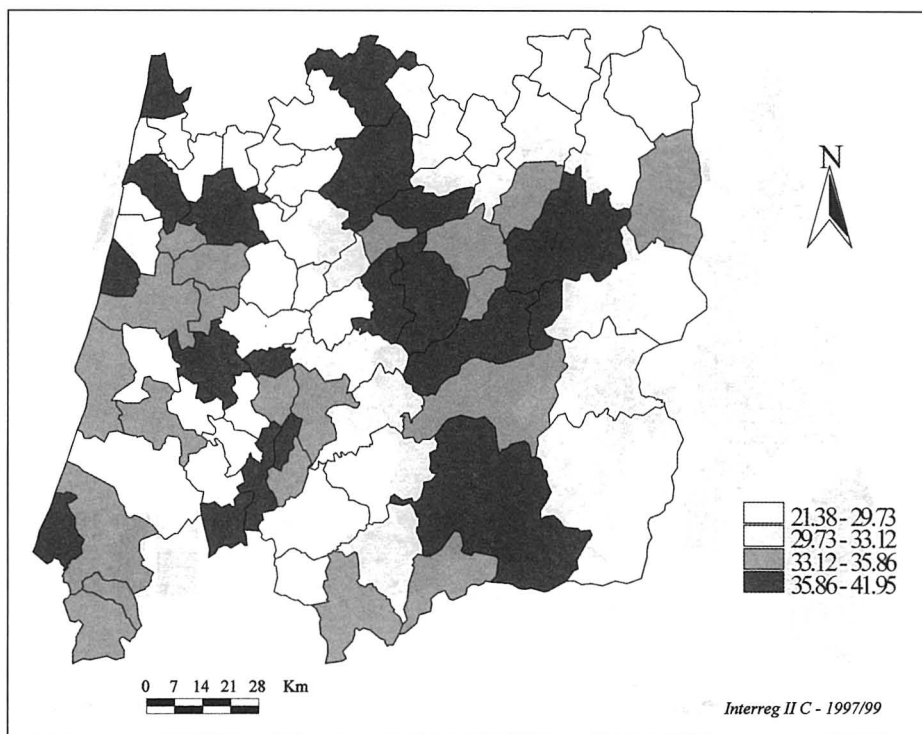 N
21.38 - 29.73
29.73 - 33.12
33.12 - 35.86
35.86 - 41.95
0 7 14 21 28 Km
Interreg II C - 1997/99